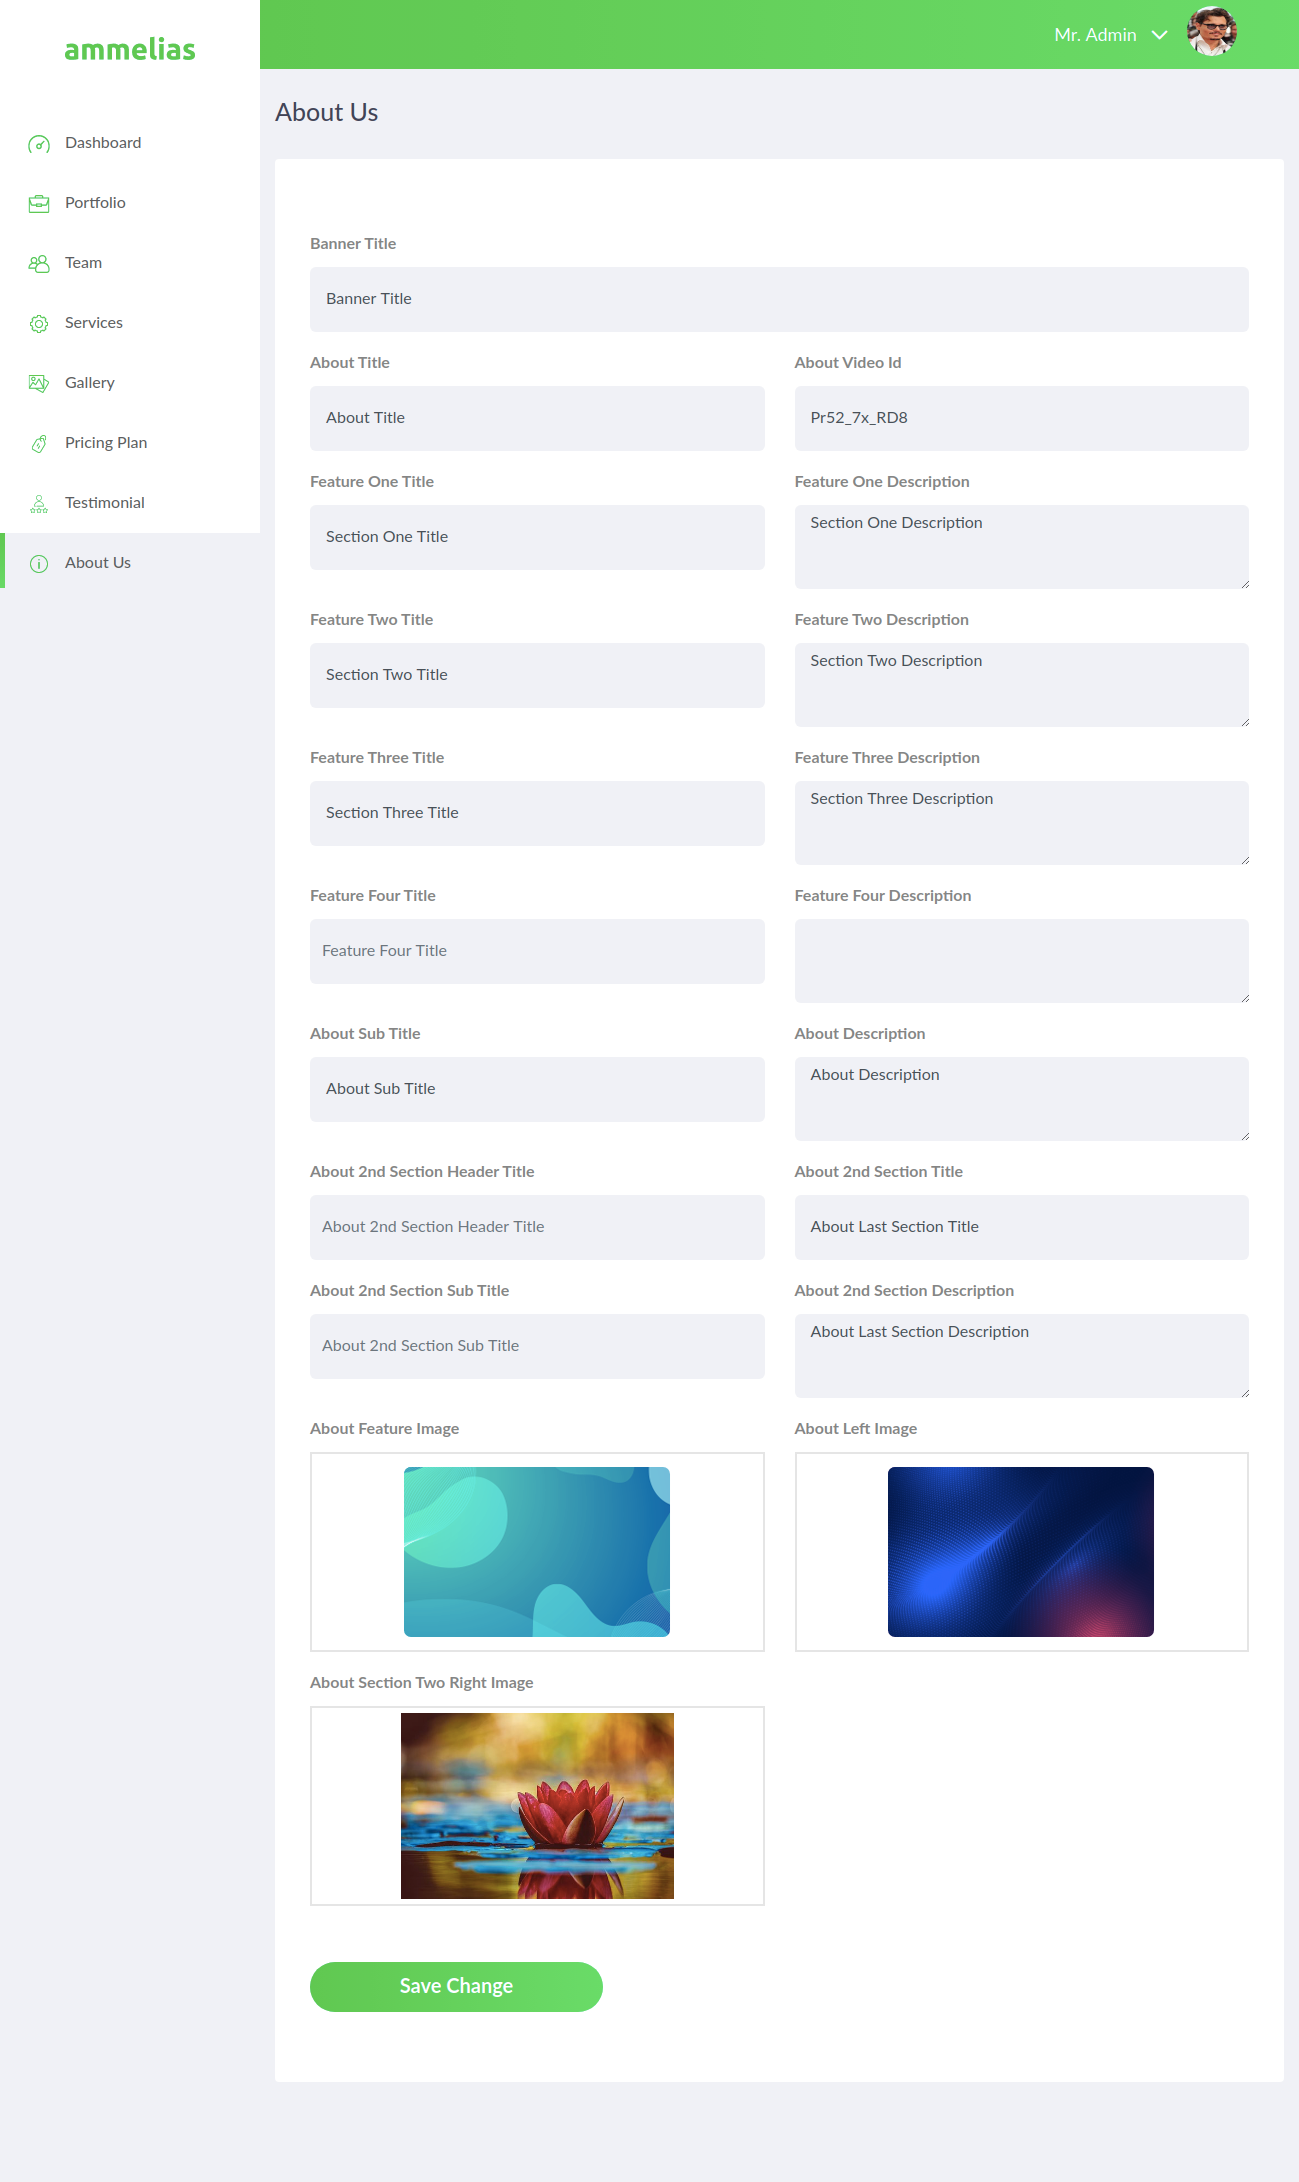 ammelias
Mr. Admin
Dashboard
Portfolio
Team
Services
Gallery
Pricing Plan
Testimonial
About Us
About Us
Banner Title
Banner Title
About Title
About Video Id
About Title
Pr52_7x_RD8
Feature One Title
Feature One Description
Section One Title
Section One Description
Feature Two Title
Feature Two Description
Section Two Title
Section Two Description
Feature Three Title
Feature Three Description
Section Three Title
Section Three Description
Feature Four Title
Feature Four Description
Feature Four Title
About Sub Title
About Description
About Sub Title
About Description
About 2nd Section Header Title
About 2nd Section Title
About 2nd Section Header Title
About Last Section Title
About 2nd Section Sub Title
About 2nd Section Description
About 2nd Section Sub Title
About Last Section Description
About Feature Image
About Left Image
About Section Two Right Image
Save Change